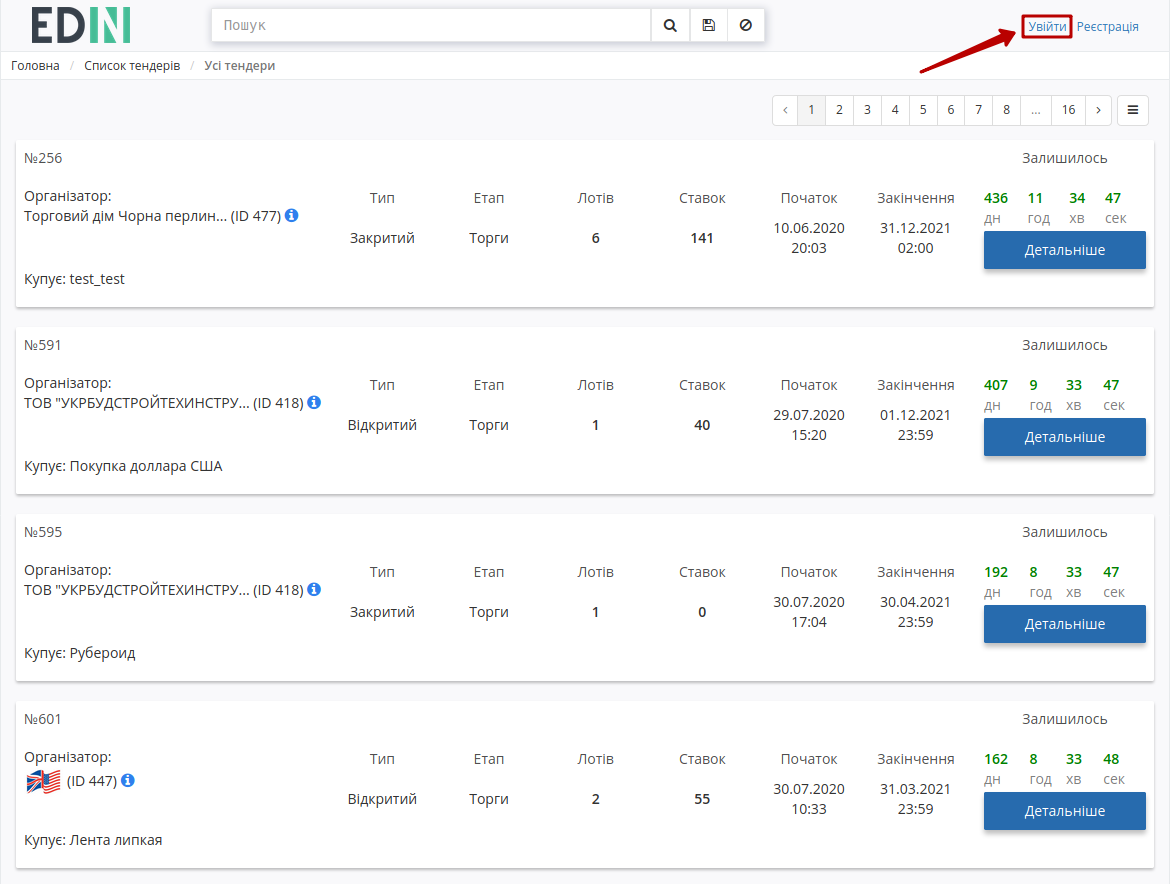 EDIN
Пошук
Увійти Реєстрація
Головна / Список тендерів / Усі тендери
‹ 1 2 3 4 5 6 7 8 ... 16 ›
№256 Залишилось
Організатор: Тип Етап Лотів Ставок Початок Закінчення 436 11 34 47
Торговий дім Чорна перлин... (ID 477) дн год хв сек
Закритий Торги 6 141 10.06.2020 20:03 31.12.2021 02:00
Детальніше
Купує: test_test
№591 Залишилось
Організатор: Тип Етап Лотів Ставок Початок Закінчення 407 9 33 47
ТОВ "УКРБУДСТРОЙТЕХИНСТРУ... (ID 418) дн год хв сек
Відкритий Торги 1 40 29.07.2020 15:20 01.12.2021 23:59
Детальніше
Купує: Покупка доллара США
№595 Залишилось
Організатор: Тип Етап Лотів Ставок Початок Закінчення 192 8 33 47
ТОВ "УКРБУДСТРОЙТЕХИНСТРУ... (ID 418) дн год хв сек
Закритий Торги 1 0 30.07.2020 17:04 30.04.2021 23:59
Детальніше
Купує: Рубероид
№601 Залишилось
Організатор: Тип Етап Лотів Ставок Початок Закінчення 162 8 33 48
(ID 447) дн год хв сек
Відкритий Торги 2 55 30.07.2020 10:33 31.03.2021 23:59
Детальніше
Купує: Лента липкая